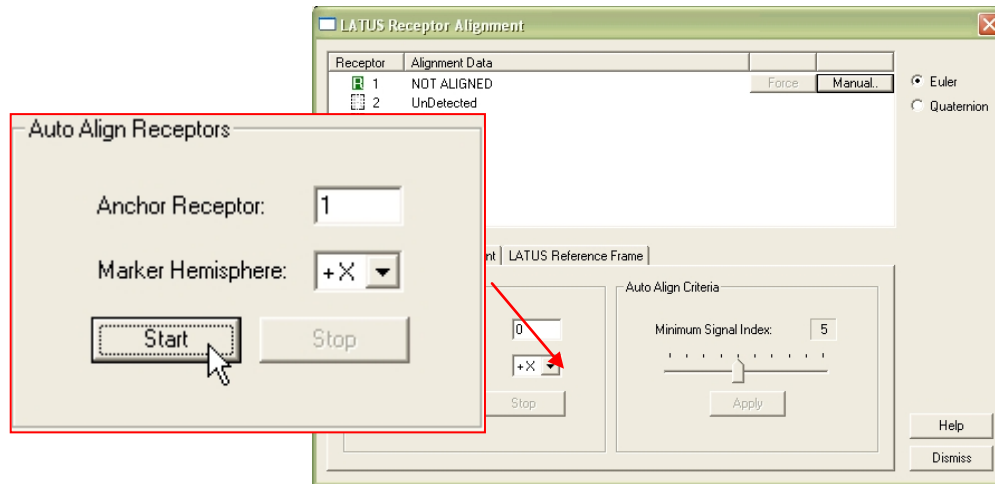 LATUS Receptor Alignment
Receptor Alignment Data
R 1 NOT ALIGNED Force Manual..
2 UnDetected
Euler
Quaternion
Auto Align Receptors
Anchor Receptor: 1
Marker Hemisphere: +X
Start Stop
nt LATUS Reference Frame
0
+X
Stop
Auto Align Criteria
Minimum Signal Index: 5
Apply
Help
Dismiss